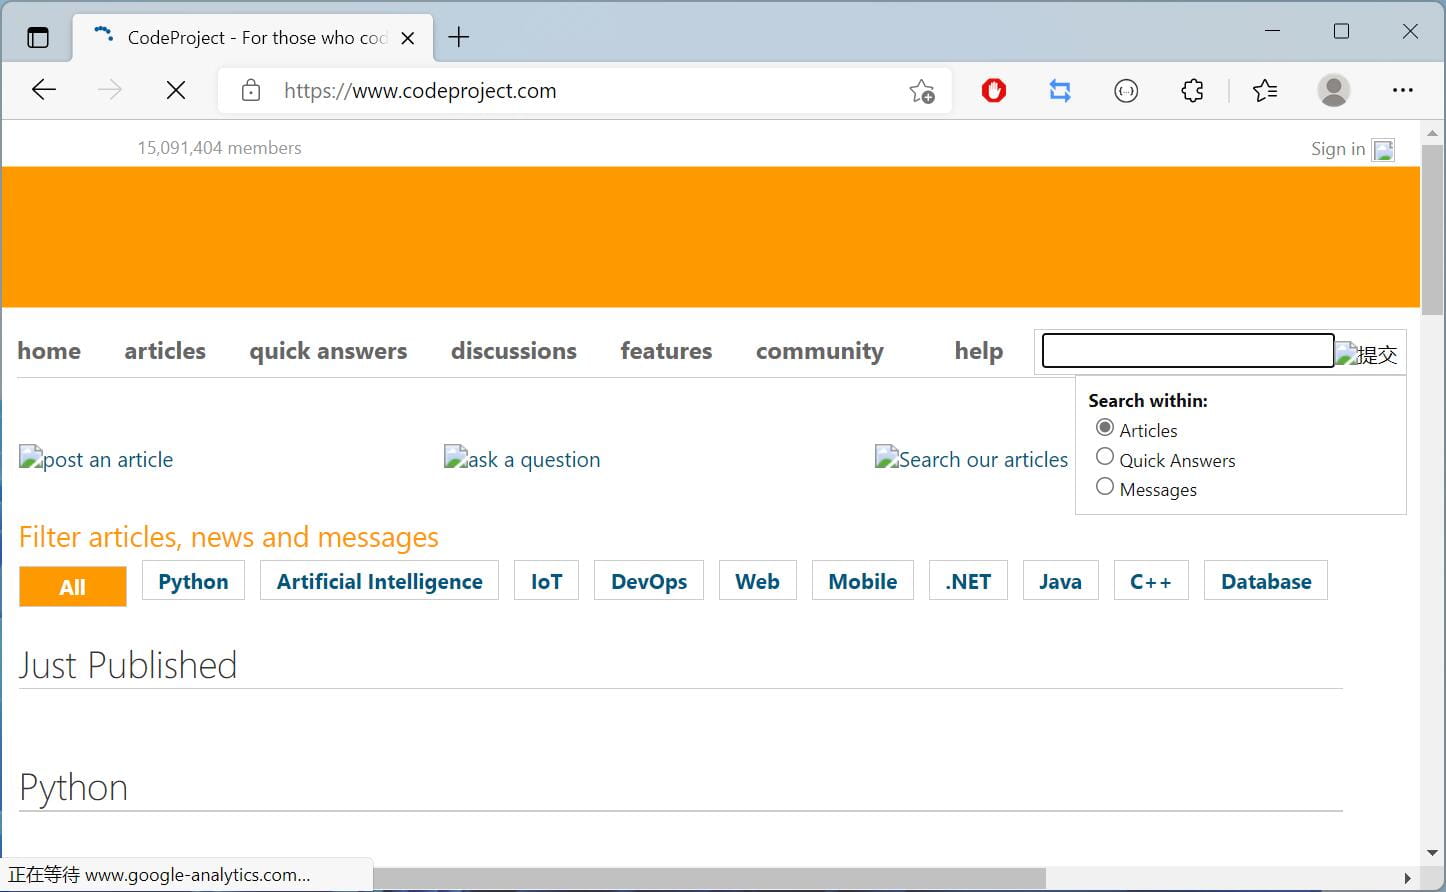 CodeProject - For those who cod
https://www.codeproject.com
15,091,404 members
Sign in
home articles quick answers discussions features community help
提交
Search within:
Articles
Quick Answers
Messages
post an article ask a question Search our articles
Filter articles, news and messages
All Python Artificial Intelligence IoT DevOps Web Mobile .NET Java C++ Database
Just Published
Python
正在等待 www.google-analytics.com...